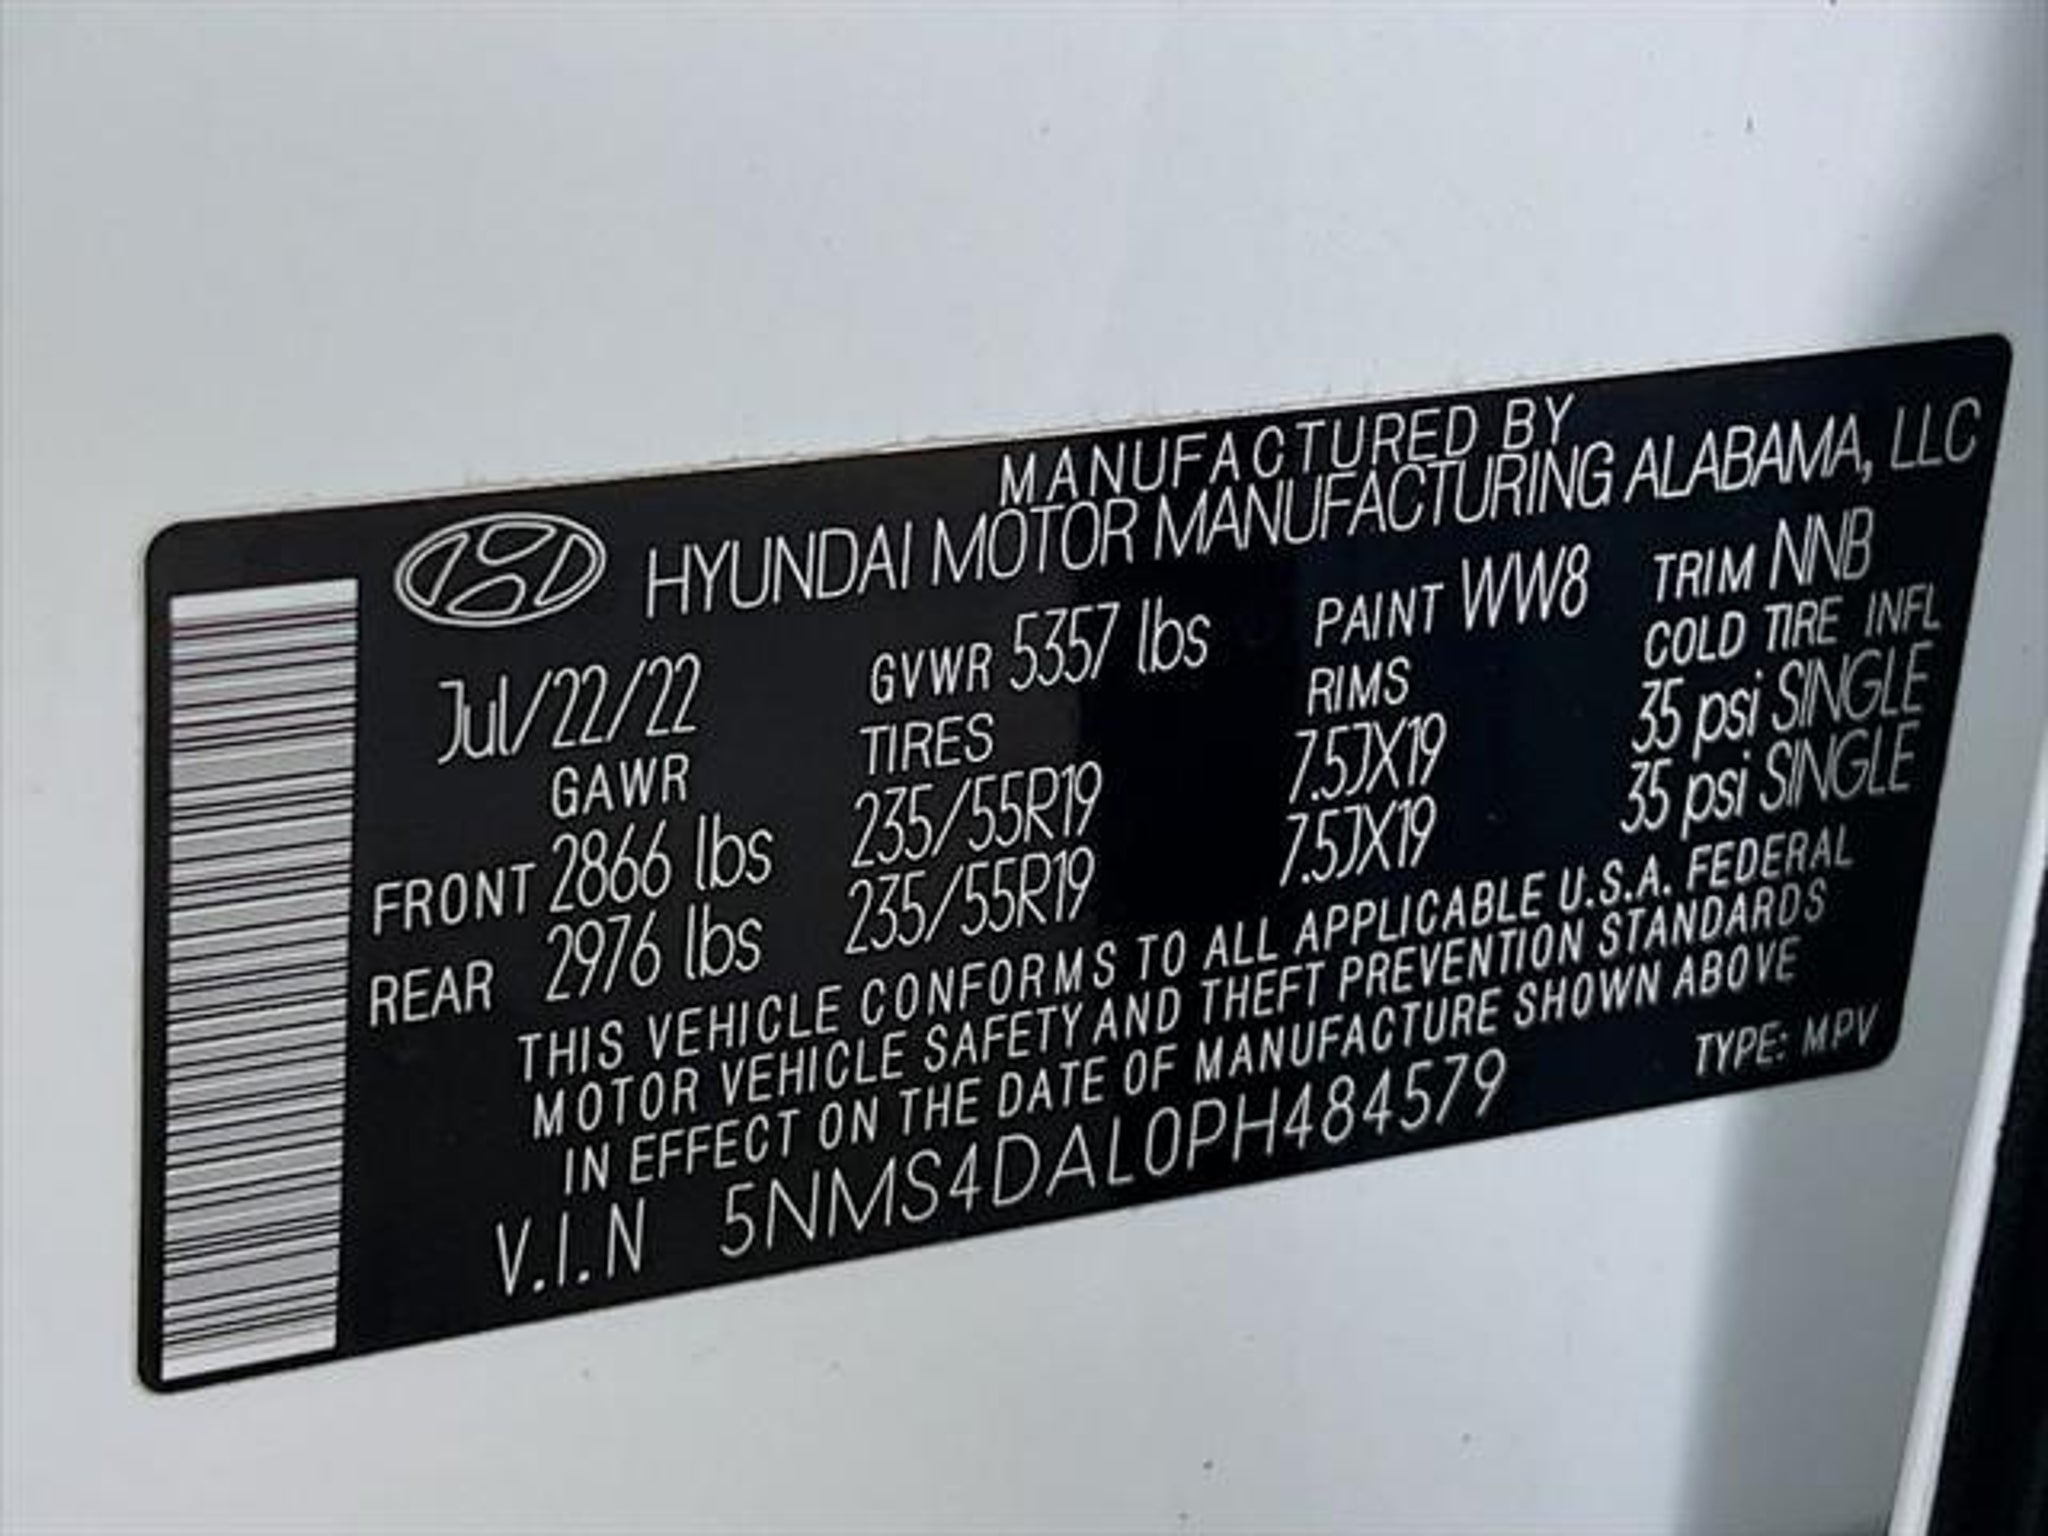 MANUFACTURED BY
HYUNDAI MOTOR MANUFACTURING ALABAMA, LLC
Jul/22/22 GVWR 5357 lbs PAINT WW8 TRIM NNB
GAWR TIRES RIMS COLD TIRE INFL
FRONT 2866 lbs 235/55R19 7.5JX19 35 psi SINGLE
REAR 2976 lbs 235/55R19 7.5JX19 35 psi SINGLE
THIS VEHICLE CONFORMS TO ALL APPLICABLE U.S.A. FEDERAL
MOTOR VEHICLE SAFETY AND THEFT PREVENTION STANDARDS
IN EFFECT ON THE DATE OF MANUFACTURE SHOWN ABOVE
V.I.N 5NMS4DAL0PH484579 TYPE: MPV